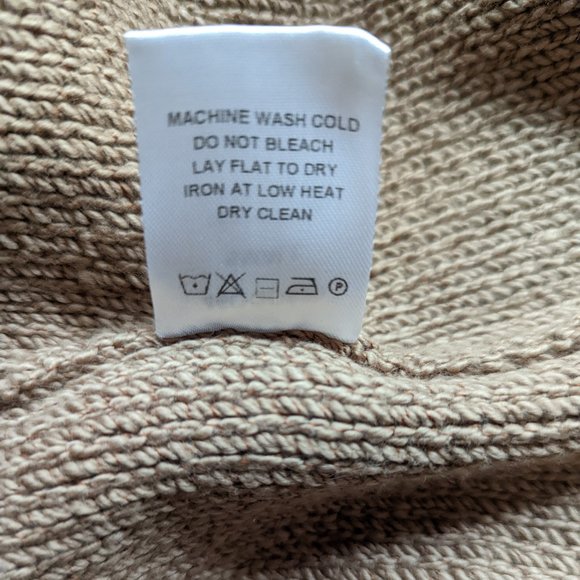 MACHINE WASH COLD
DO NOT BLEACH
LAY FLAT TO DRY
IRON AT LOW HEAT
DRY CLEAN
P